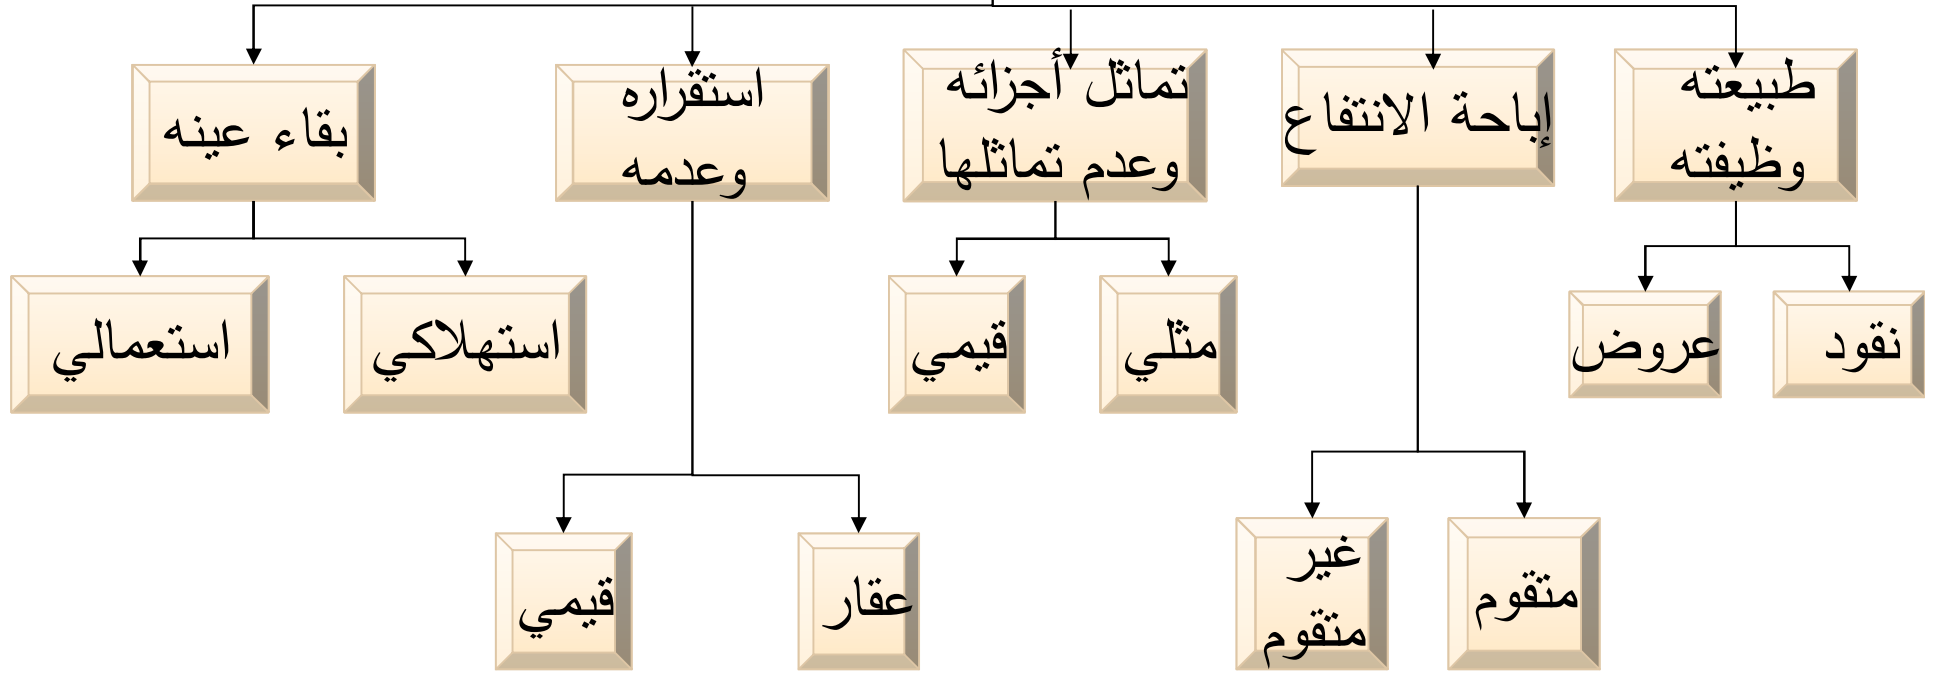 طبيعته
وظيفته
إباحة الانتفاع
تماثل أجزائه
وعدم تماثلها
استقراره
وعدمه
بقاء عينه
نقود
عروض
مثلي
قيمي
استهلاكي
استعمالي
متقوم
غير
متقوم
عقار
قيمي